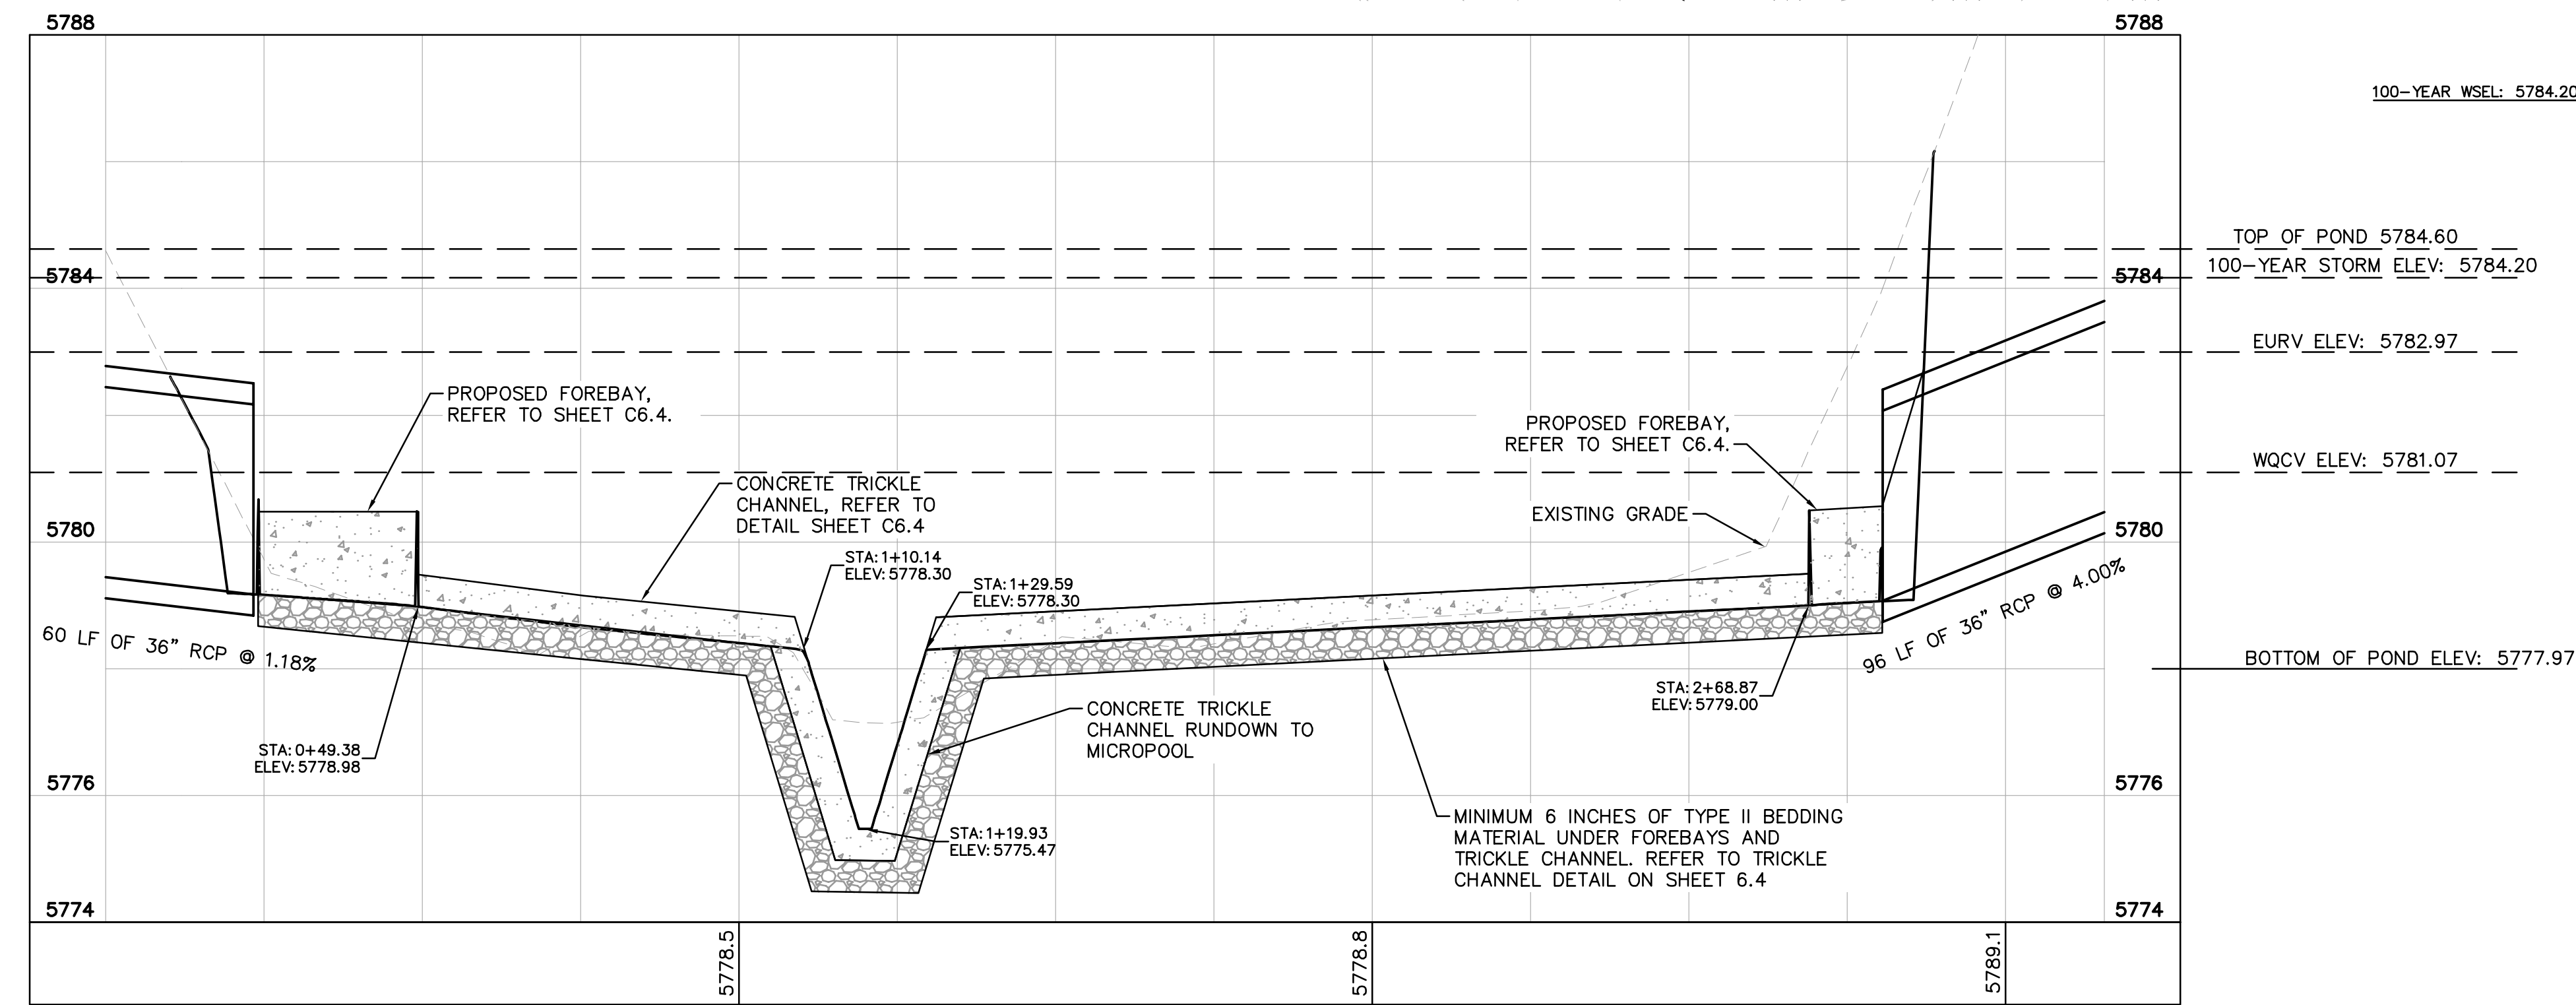 5788
5788
100-YEAR WSEL: 5784.20
TOP OF POND 5784.60
100-YEAR STORM ELEV: 5784.20
5784
5784
EURV ELEV: 5782.97
PROPOSED FOREBAY,
REFER TO SHEET C6.4.
PROPOSED FOREBAY,
REFER TO SHEET C6.4.
WQCV ELEV: 5781.07
CONCRETE TRICKLE
CHANNEL, REFER TO
DETAIL SHEET C6.4
EXISTING GRADE
5780
5780
STA: 1+10.14
ELEV: 5778.30
STA: 1+29.59
ELEV: 5778.30
60 LF OF 36" RCP @ 1.18%
96 LF OF 36" RCP @ 4.00%
BOTTOM OF POND ELEV: 5777.97
STA: 2+68.87
ELEV: 5779.00
CONCRETE TRICKLE
CHANNEL RUNDOWN TO
MICROPOOL
STA: 0+49.38
ELEV: 5778.98
5776
5776
MINIMUM 6 INCHES OF TYPE II BEDDING
MATERIAL UNDER FOREBAYS AND
TRICKLE CHANNEL. REFER TO TRICKLE
CHANNEL DETAIL ON SHEET 6.4
STA: 1+19.93
ELEV: 5775.47
5774
5774
5778.5
5778.8
5789.1